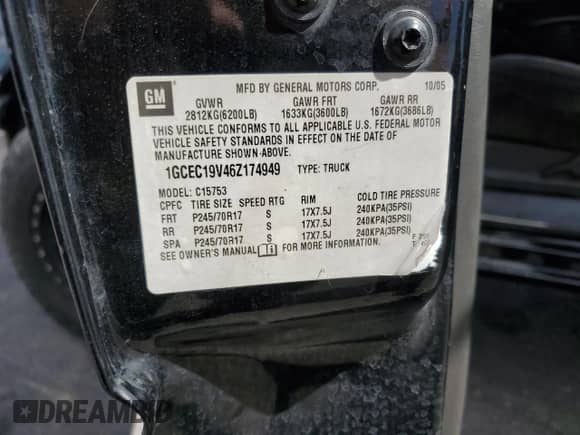 MFD BY GENERAL MOTORS CORP. 10/05
GM
GVWR GAWR FRT GAWR RR
2812KG(6200LB) 1633KG(3600LB) 1672KG(3686LB)
THIS VEHICLE CONFORMS TO ALL APPLICABLE U.S. FEDERAL MOTOR
VEHICLE SAFETY STANDARDS IN EFFECT ON THE DATE OF
MANUFACTURE SHOWN-ABOVE.
1GCEC19V46Z174949 TYPE: TRUCK
MODEL: C15753
CPFC TIRE SIZE SPEED RTG RIM COLD TIRE PRESSURE
FRT P245/70R17 S 17X7.5J 240KPA(35PSI)
RR P245/70R17 S 17X7.5J 240KPA(35PSI)
SPA P245/70R17 S 17X7.5J 240KPA(35PSI)
SEE OWNER'S MANUAL FOR MORE INFORMATION.
DREAMBID